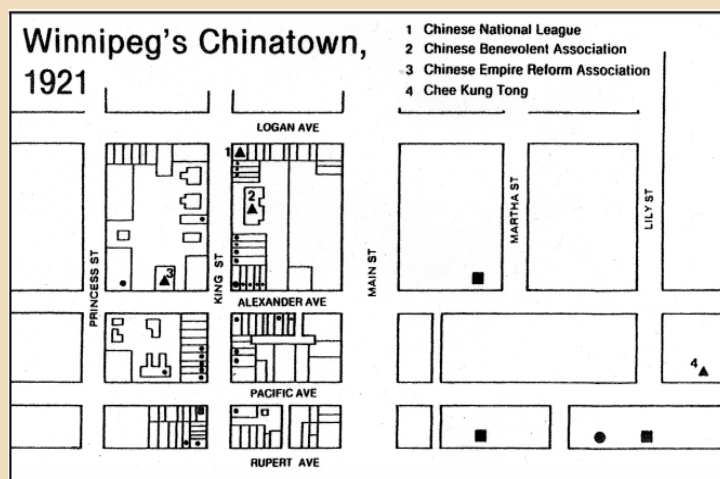 Winnipeg's Chinatown,
1921
1 Chinese National League
2 Chinese Benevolent Association
3 Chinese Empire Reform Association
4 Chee Kung Tong
LOGAN AVE
1
2
3
4
PRINCESS ST
KING ST
MAIN ST
MARTHA ST
LILY ST
ALEXANDER AVE
PACIFIC AVE
RUPERT AVE